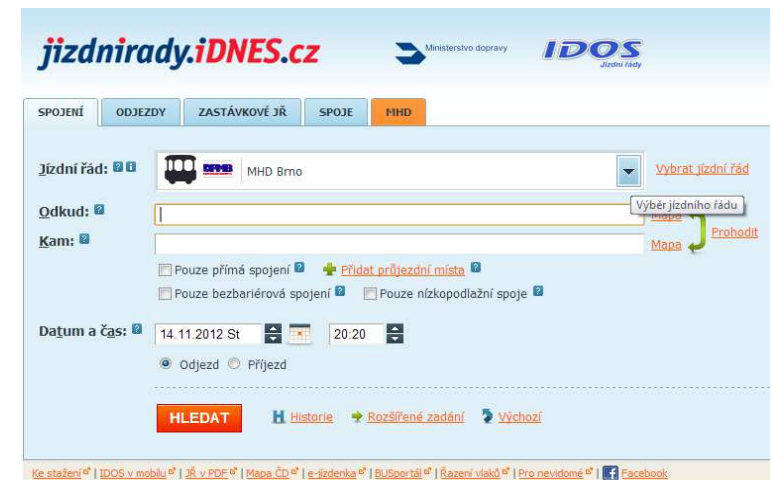 jizdnirady.iDNES.cz
Ministerstvo dopravy
IDOS
Jízdní řády
SPOJENÍ ODJEZDY ZASTÁVKOVÉ JŘ SPOJE MHD
Jízdní řád: MHD Brno Vybrat jízdní řád
Výběr jízdního řádu
Odkud: Mapa
Prohodit
Kam: Mapa
Pouze přímá spojení Přidat průjezdní místa
Pouze bezbariérová spojení Pouze nízkopodlažní spoje
Datum a čas: 14.11.2012 St 20:20
Odjezd Příjezd
HLEDAT Historie Rozšířené zadání Výchozí
Ke stažení | IDOS v mobilu | JŘ v PDF | Mapa ČD | e-jízdenka | BUSportál | Řazení vlaků | Pro nevidomé | Facebook